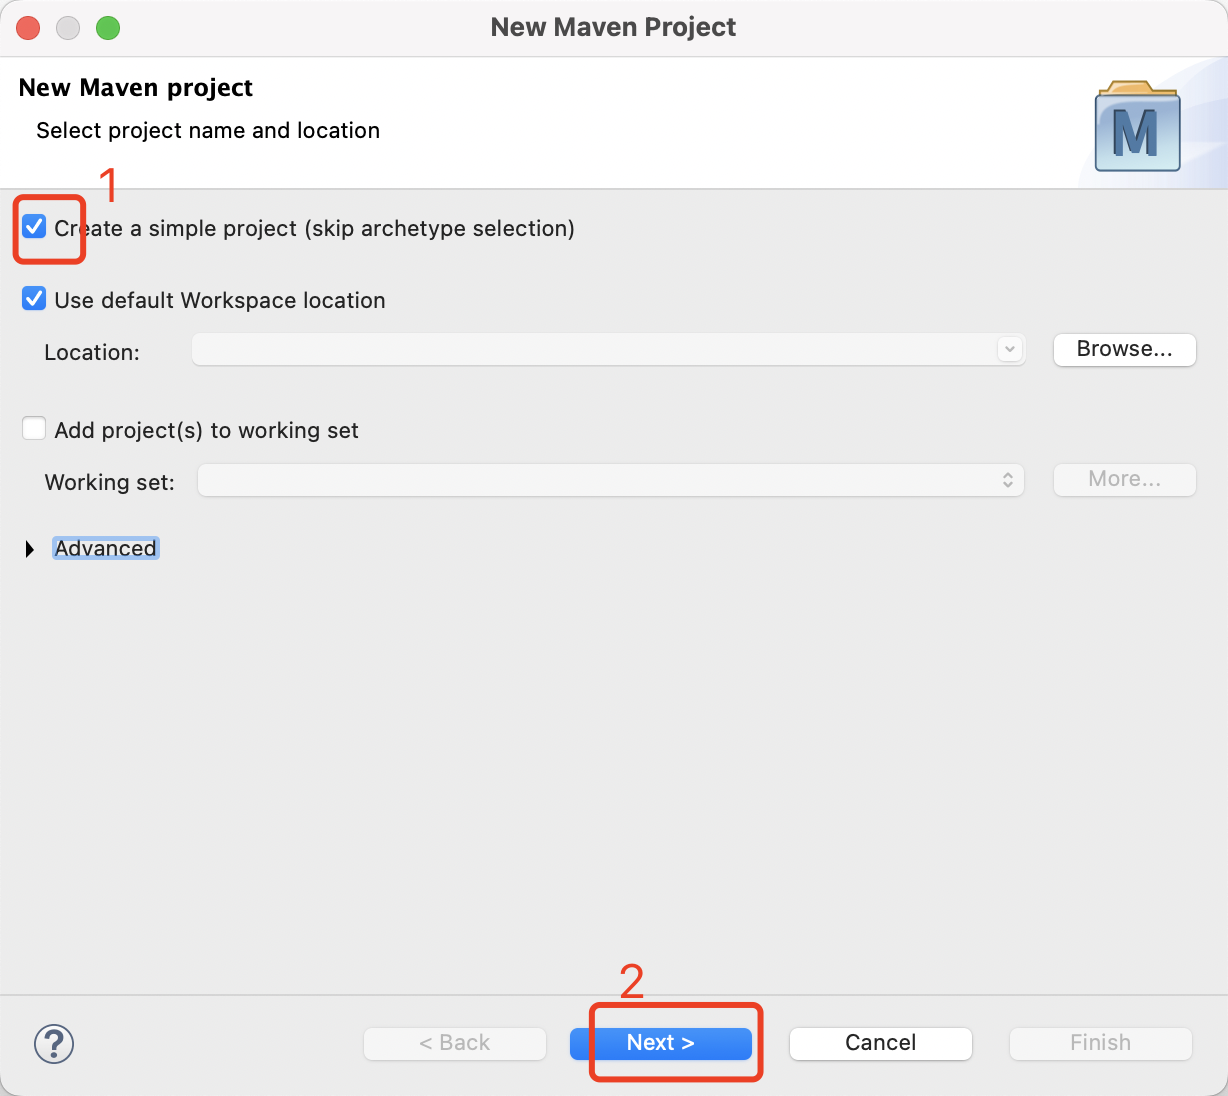 New Maven Project
New Maven project
Select project name and location
M
1
Create a simple project (skip archetype selection)
Use default Workspace location
Location:
Browse...
Add project(s) to working set
Working set:
More...
Advanced
2
?
< Back
Next >
Cancel
Finish